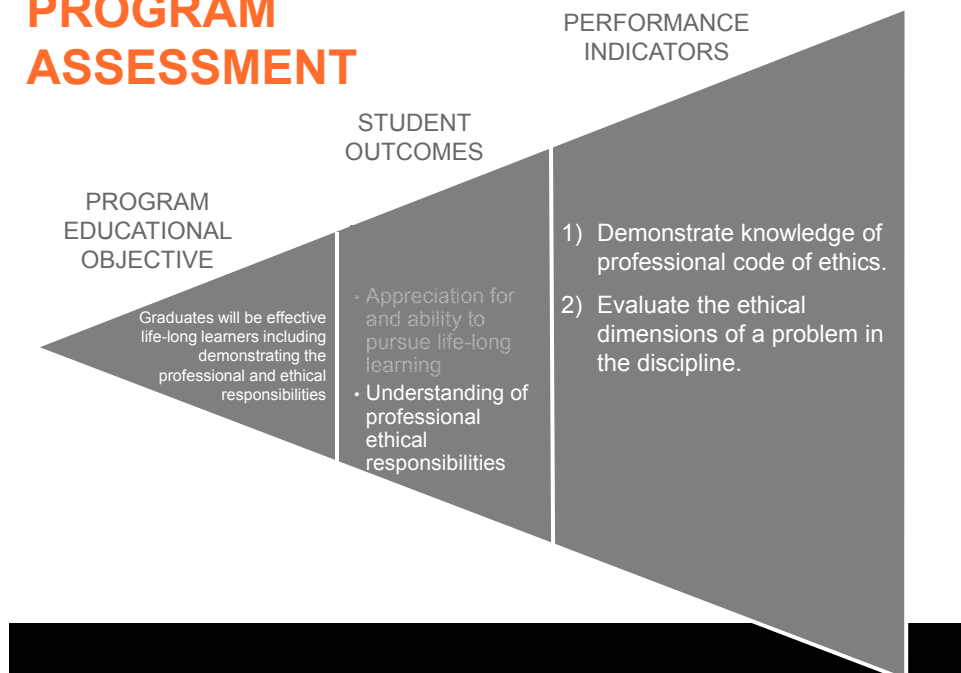 PROGRAM
ASSESSMENT
PERFORMANCE
INDICATORS
STUDENT
OUTCOMES
PROGRAM
EDUCATIONAL
OBJECTIVE
Graduates will be effective
life-long learners including
demonstrating the
professional and ethical
responsibilities
• Appreciation for
and ability to
pursue life-long
learning
• Understanding of
professional
ethical
responsibilities
1) Demonstrate knowledge of
professional code of ethics.
2) Evaluate the ethical
dimensions of a problem in
the discipline.